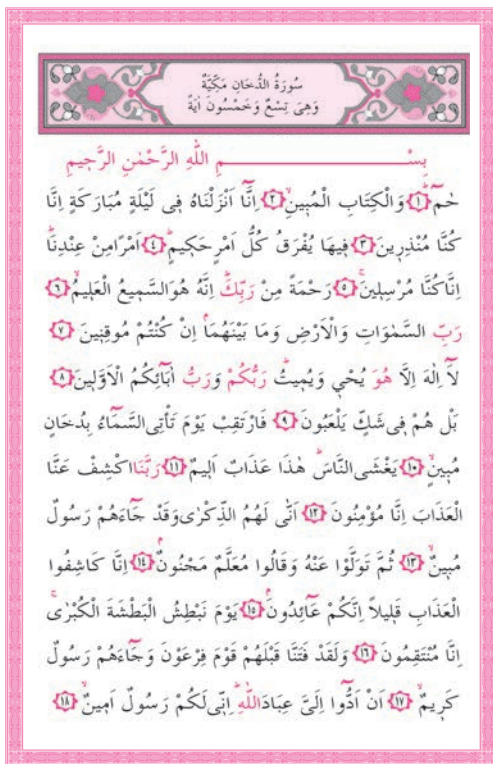 سُورَةُ الدُّخَانِ مَكِّيَّةٌ
وَهِىَ تِسْعٌ وَخَمْسُونَ اٰيَةً
بِسْــــــــــــــــــمِ اللّٰهِ الرَّحْمٰنِ الرَّحِيمِ
حٰمٓ ﴿١﴾ وَالْكِتَابِ الْمُبِينِۙ ﴿٢﴾ اِنَّٓا اَنْزَلْنَاهُ فِى لَيْلَةٍ مُبَارَكَةٍ اِنَّا
كُنَّا مُنْذِرِينَ ﴿٣﴾ فِيهَا يُفْرَقُ كُلُّ اَمْرٍ حَكِيمٍۙ ﴿٤﴾ اَمْرًا مِنْ عِنْدِنَاۜ
اِنَّا كُنَّا مُرْسِلِينَۚ ﴿٥﴾ رَحْمَةً مِنْ رَبِّكَۜ اِنَّهُ هُوَ السَّمِيعُ الْعَلِيمُۙ ﴿٦﴾
رَبِّ السَّمٰوَاتِ وَالْاَرْضِ وَمَا بَيْنَهُمَاۢ اِنْ كُنْتُمْ مُوقِنِينَ ﴿٧﴾
لَٓا اِلٰهَ اِلَّا هُوَ يُحْيِ وَيُمِيتُۜ رَبُّكُمْ وَرَبُّ اٰبَٓائِكُمُ الْاَوَّلِينَ ﴿٨﴾
بَلْ هُمْ فِى شَكٍّ يَلْعَبُونَ ﴿٩﴾ فَارْتَقِبْ يَوْمَ تَأْتِى السَّمَٓاءُ بِدُخَانٍ
مُبِينٍۙ ﴿١٠﴾ يَغْشَى النَّاسَۜ هٰذَا عَذَابٌ اَلِيمٌ ﴿١١﴾ رَبَّنَا اكْشِفْ عَنَّا
الْعَذَابَ اِنَّا مُؤْمِنُونَ ﴿١٢﴾ اَنّٰى لَهُمُ الذِّكْرٰى وَقَدْ جَٓاءَهُمْ رَسُولٌ
مُبِينٌۙ ﴿١٣﴾ ثُمَّ تَوَلَّوْا عَنْهُ وَقَالُوا مُعَلَّمٌ مَجْنُونٌۢ ﴿١٤﴾ اِنَّا كَاشِفُوا
الْعَذَابِ قَلِيلًا اِنَّكُمْ عَٓائِدُونَۢ ﴿١٥﴾ يَوْمَ نَبْطِشُ الْبَطْشَةَ الْكُبْرٰىۚ
اِنَّا مُنْتَقِمُونَ ﴿١٦﴾ وَلَقَدْ فَتَنَّا قَبْلَهُمْ قَوْمَ فِرْعَوْنَ وَجَٓاءَهُمْ رَسُولٌ
كَرِيمٌۙ ﴿١٧﴾ اَنْ اَدُّٓوا اِلَىَّ عِبَادَ اللّٰهِۜ اِنِّى لَكُمْ رَسُولٌ اَمِينٌۙ ﴿١٨﴾